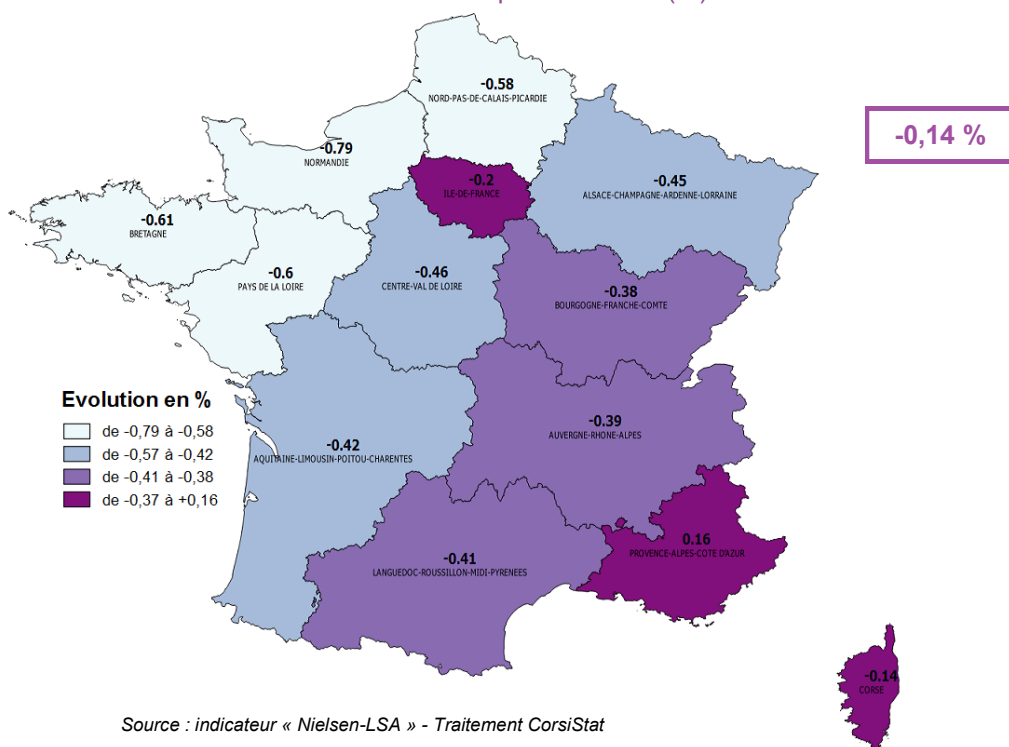 -0.58
NORD-PAS-DE-CALAIS-PICARDIE
-0,14 %
-0.79
NORMANDIE
-0.2
ILE-DE-FRANCE
-0.45
ALSACE-CHAMPAGNE-ARDENNE-LORRAINE
-0.61
BRETAGNE
-0.6
PAYS DE LA LOIRE
-0.46
CENTRE-VAL DE LOIRE
-0.38
BOURGOGNE-FRANCHE-COMTE
Evolution en %
de -0,79 à -0,58
de -0,57 à -0,42
de -0,41 à -0,38
de -0,37 à +0,16
-0.42
AQUITAINE-LIMOUSIN-POITOU-CHARENTES
-0.39
AUVERGNE-RHONE-ALPES
0.16
PROVENCE-ALPES-COTE D'AZUR
-0.41
LANGUEDOC-ROUSSILLON-MIDI-PYRENEES
-0.14
CORSE
Source : indicateur « Nielsen-LSA » - Traitement CorsiStat